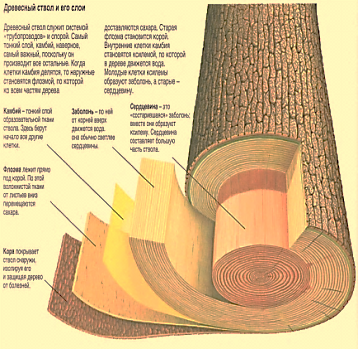 Древесный ствол и его слои
Древесный ствол служит системой
«трубопроводов» и опорой. Самый
тонкий слой, камбий, наверное,
самый важный, поскольку он
производит все остальные. Когда
клетки камбия делятся, то наружные
становятся флоэмой, по которой
ко всем частям дерева
доставляются сахара. Старая
флоэма становится корой.
Внутренние клетки камбия
становятся ксилемой, по которой
в дереве движется вода.
Молодые клетки ксилемы
образуют заболонь, а старые –
сердцевину.
Камбий – тонкий слой
образовательной ткани
ствола. Здесь берут
начало все другие
клетки.
Заболонь – по ней
от корней вверх
движется вода.
она обычно светлее
сердцевины.
Сердцевина – это
«состарившаяся» заболонь;
вместе они образуют
ксилему. Сердцевина
составляет большую
часть ствола.
Флоэма лежит прямо
под корой. По этой
волокнистой ткани
от листьев вниз
перемещаются
сахара.
Кора покрывает
ствол снаружи,
изолируя его
и защищая дерево
от болезней.